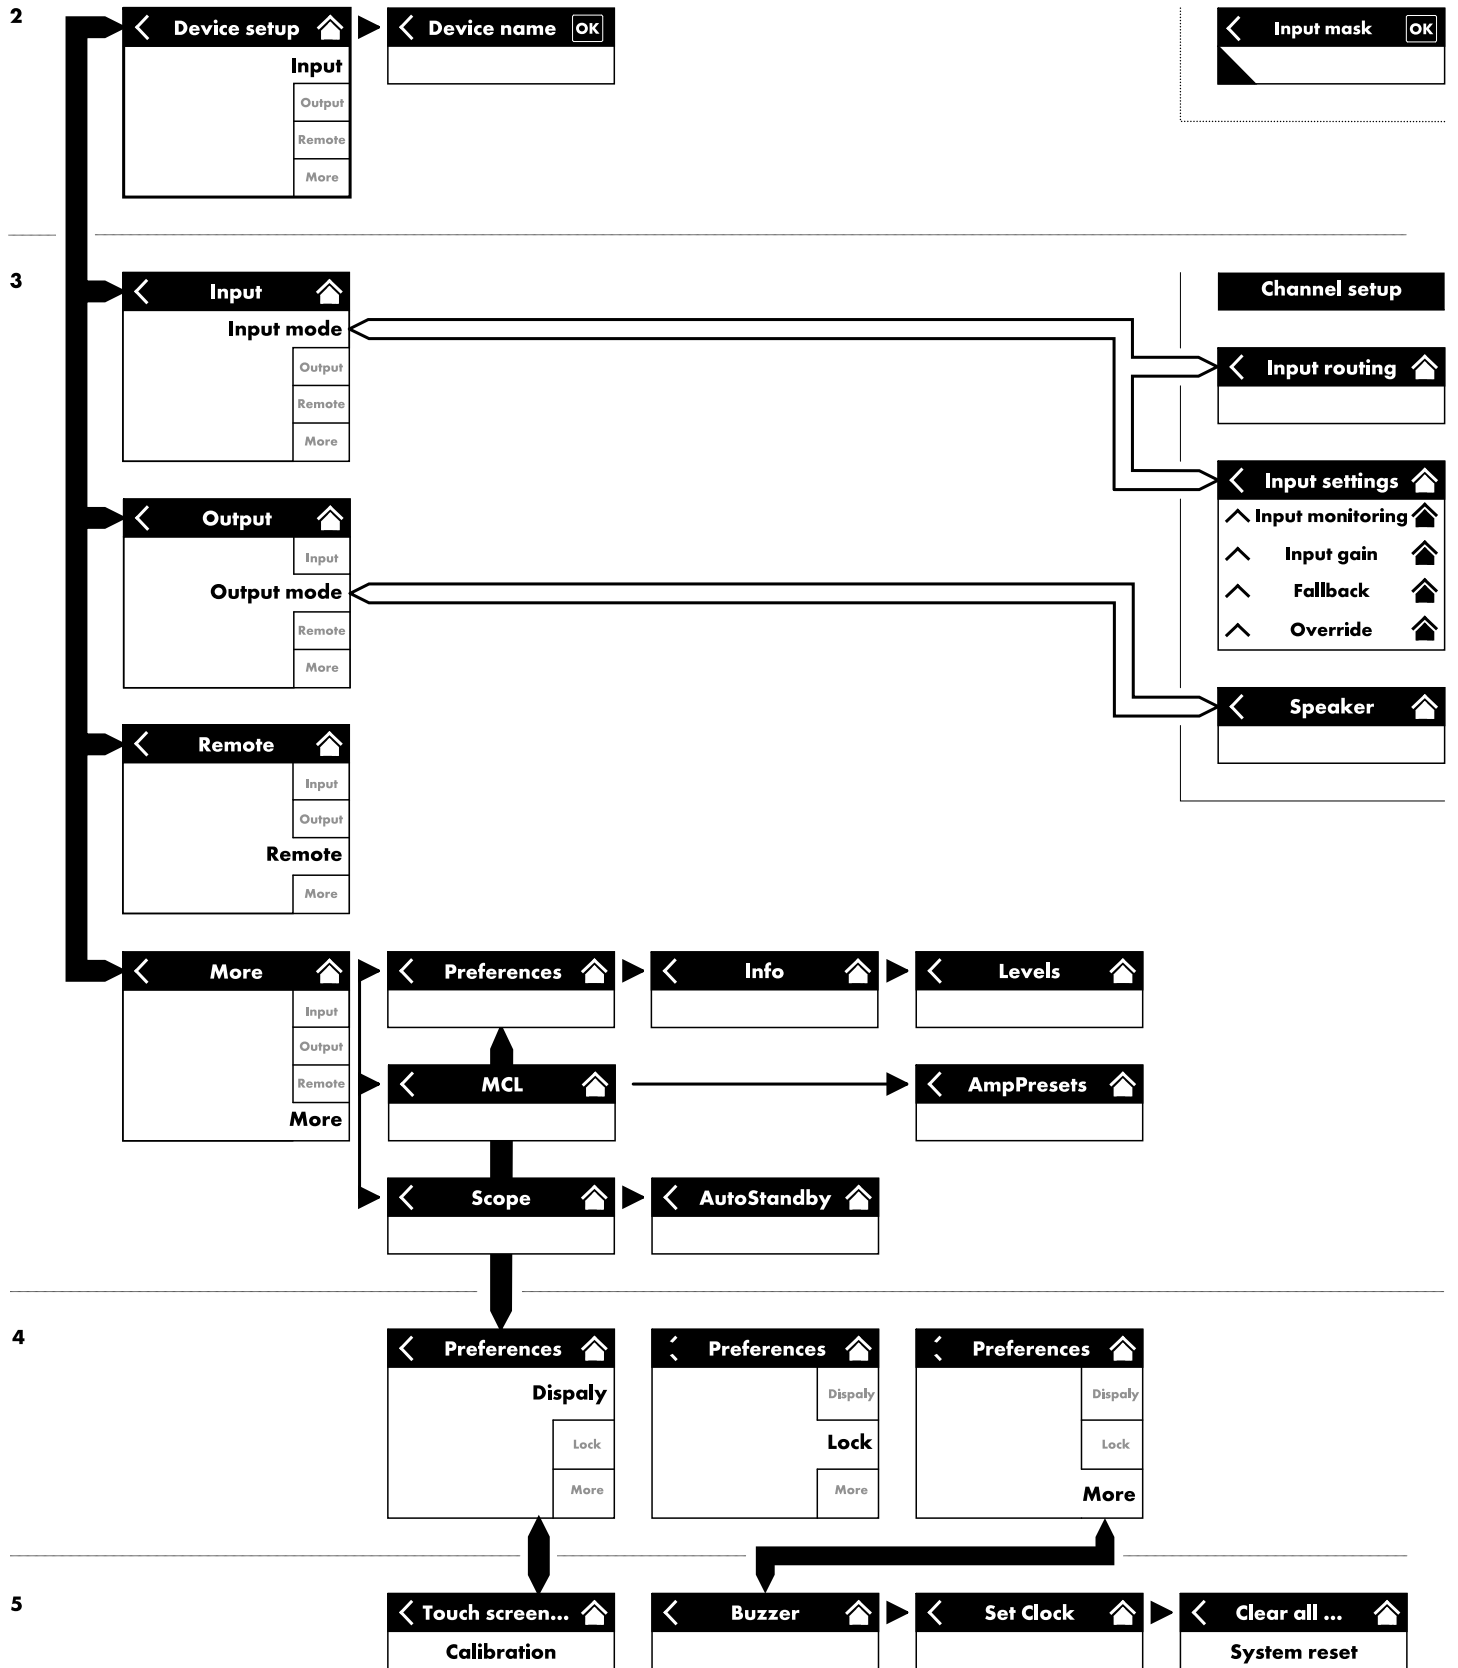 2
Device setup
Device name OK
Input mask OK
Input
Output
Remote
More
3
Input
Channel setup
Input mode
Output
Input routing
Remote
More
Input settings
Input monitoring
Input gain
Fallback
Override
Output
Input
Output mode
Remote
More
Speaker
Remote
Input
Output
Remote
More
More
Preferences
Info
Levels
Input
Output
Remote
More
MCL
AmpPresets
Scope
AutoStandby
4
Preferences
Preferences
Preferences
Dispaly
Lock
More
Dispaly
Lock
More
Dispaly
Lock
More
5
Touch screen...
Buzzer
Set Clock
Clear all ...
Calibration
System reset